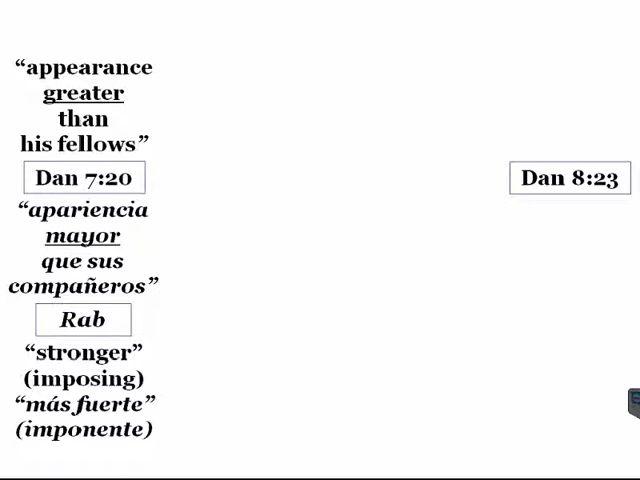 “appearance
greater
than
his fellows”
Dan 7:20
Dan 8:23
“apariencia
mayor
que sus
compañeros”
Rab
“stronger”
(imposing)
“más fuerte”
(imponente)